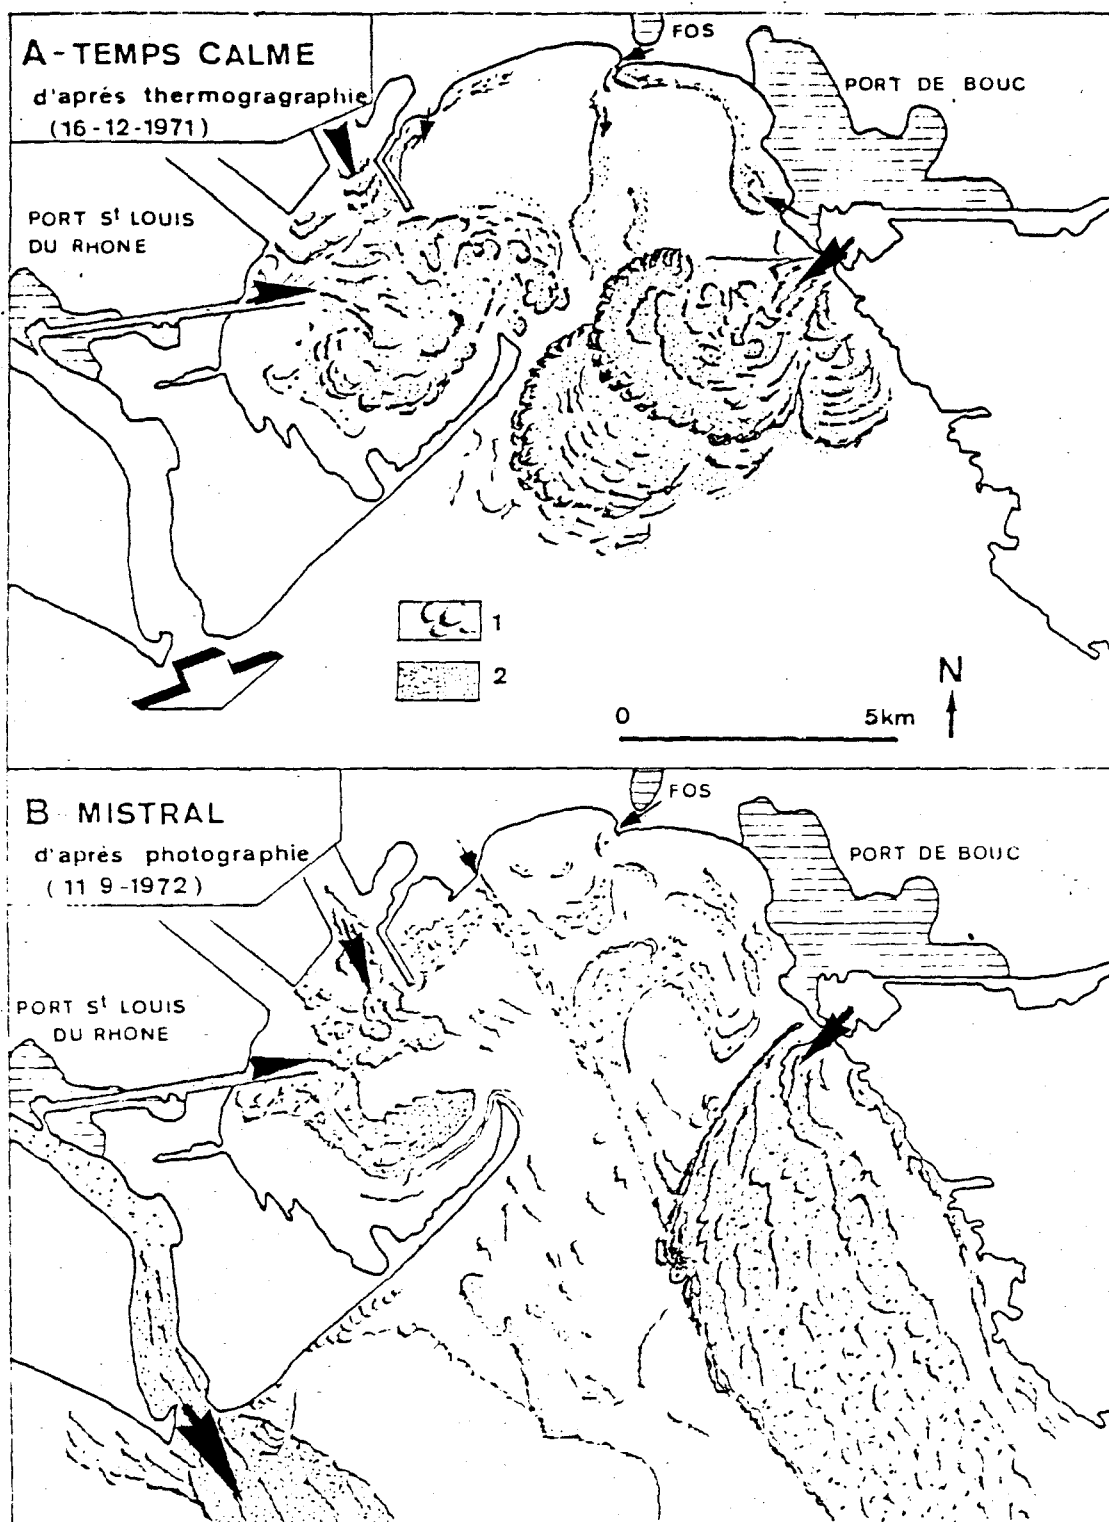 A - TEMPS CALME
d'aprés thermogragraphie
(16-12-1971)
FOS
PORT DE BOUC
PORT St LOUIS
DU RHONE
1
2
N
0 5km
B MISTRAL
d'après photographie
( 11 9-1972)
FOS
PORT DE BOUC
PORT St LOUIS
DU RHONE